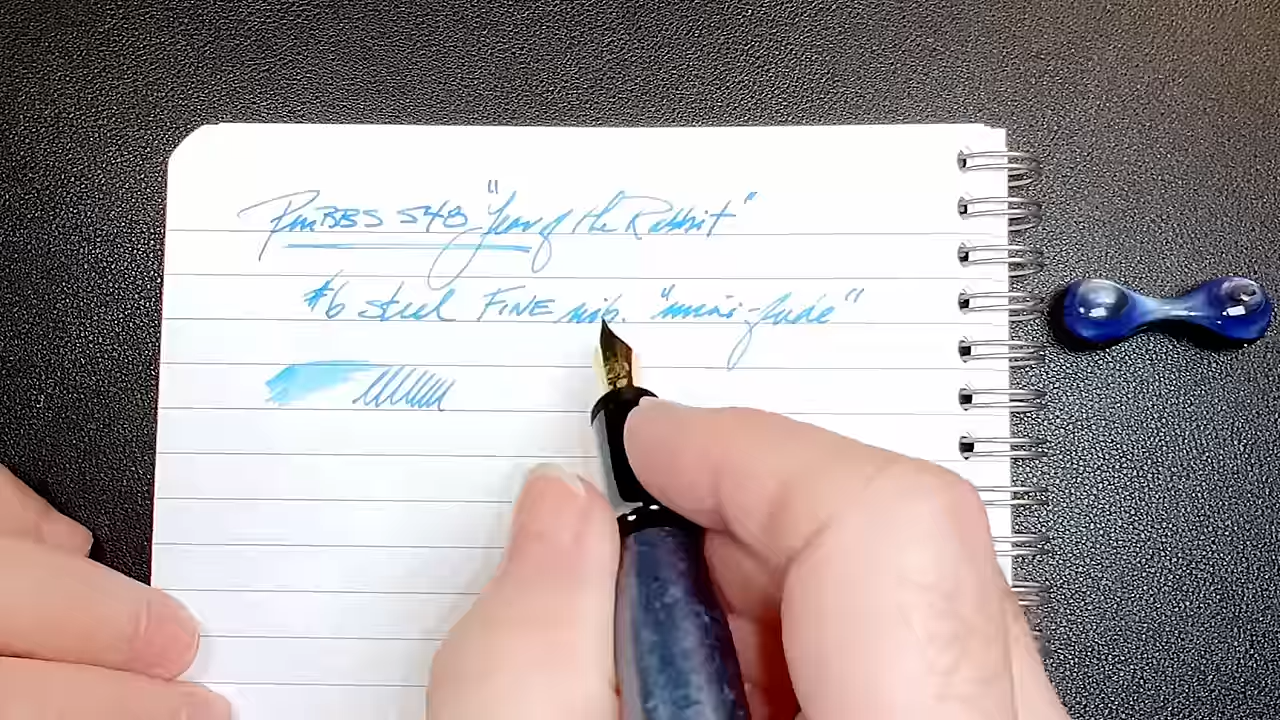 PenBBS 548 "Year of the Rabbit"
#6 steel FINE nib. "mini-fude"